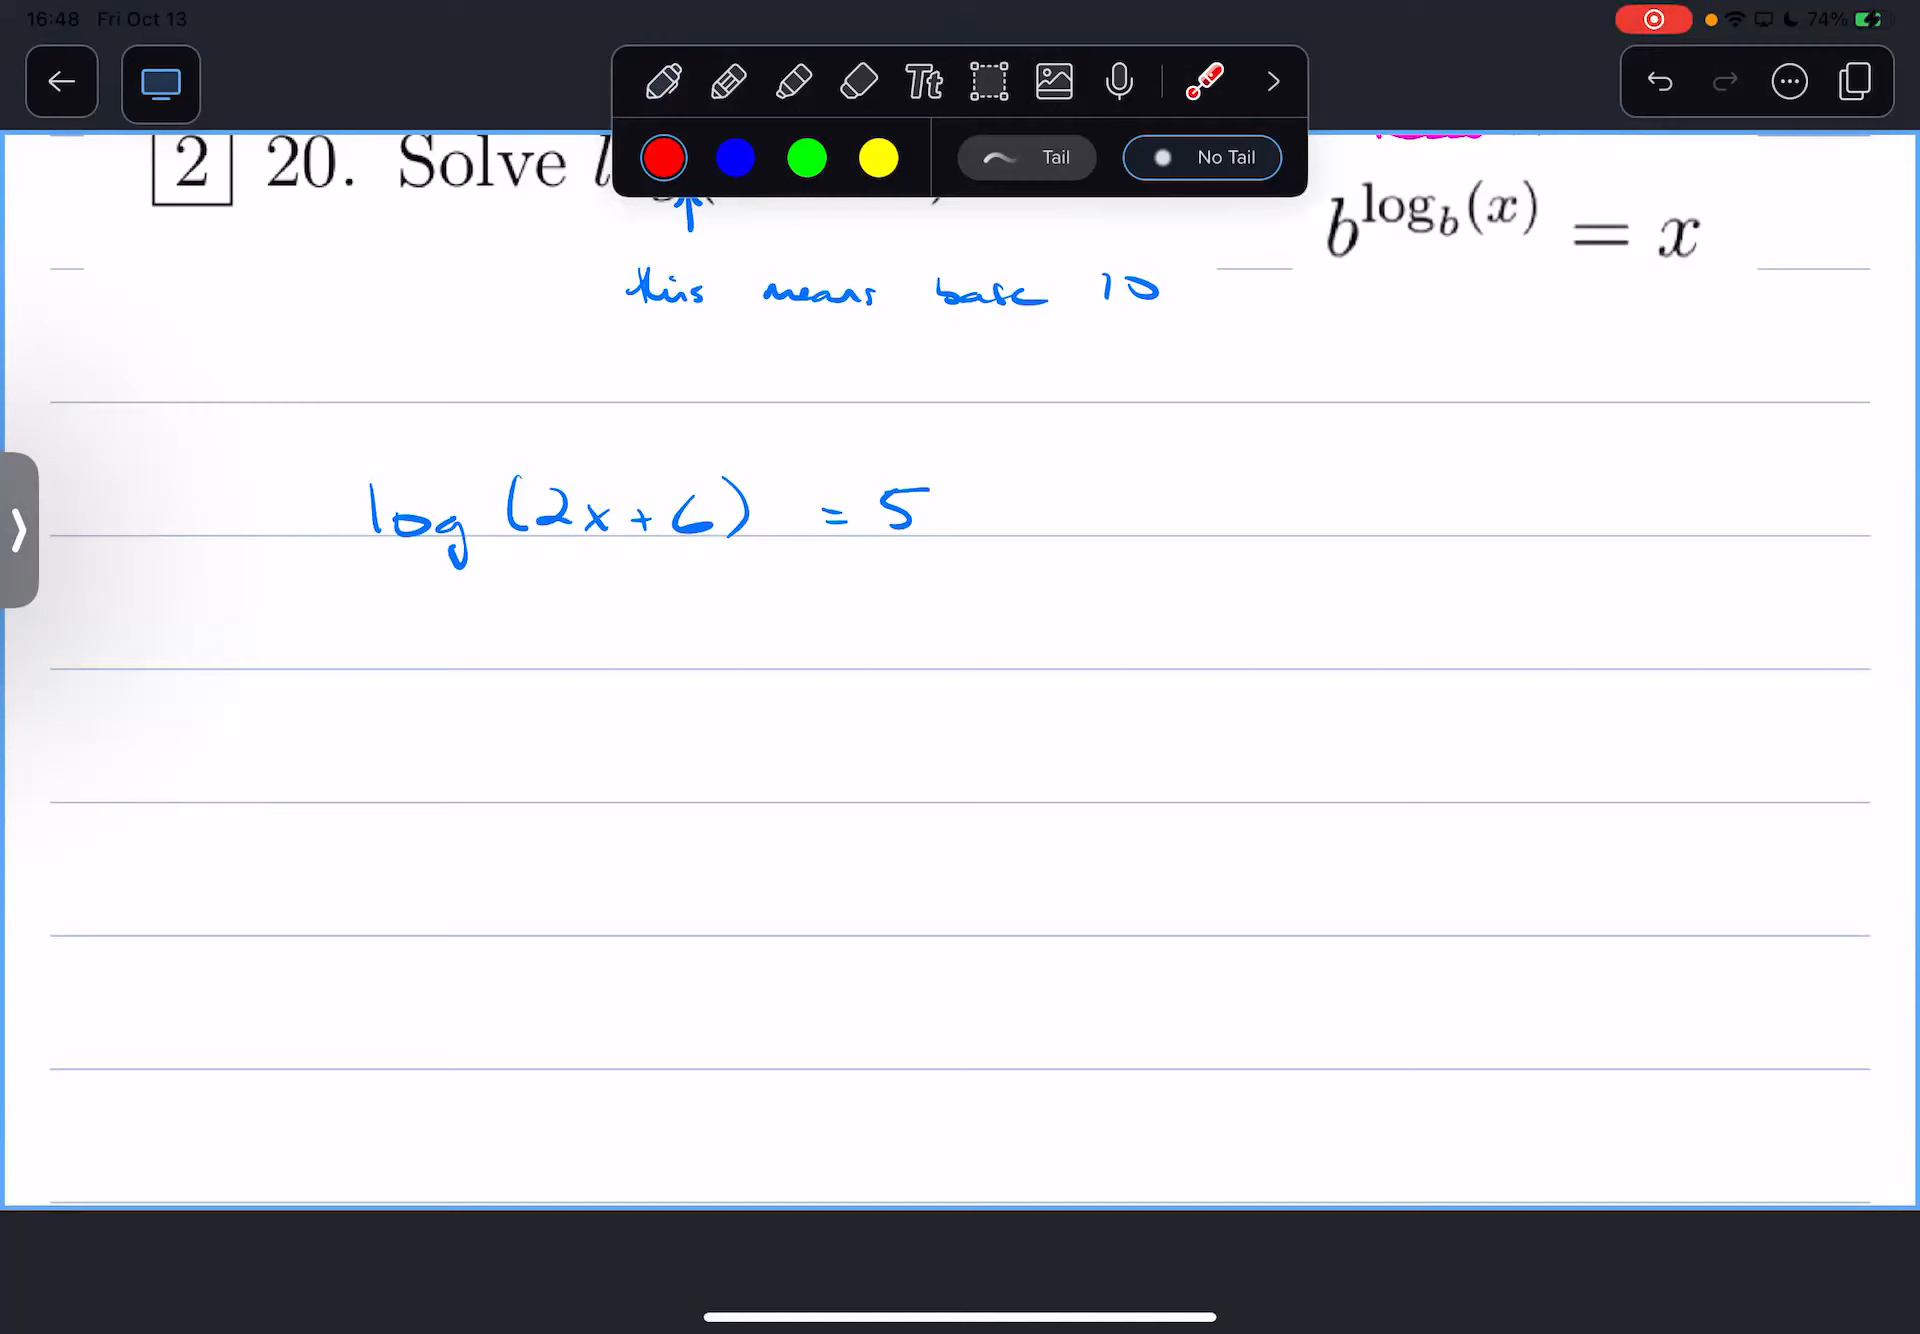 16:48 Fri Oct 13
74%
Tt
Tail No Tail
2 20. Solve l
b^{log_b(x)} = x
this means base 10
log (2x+6) = 5